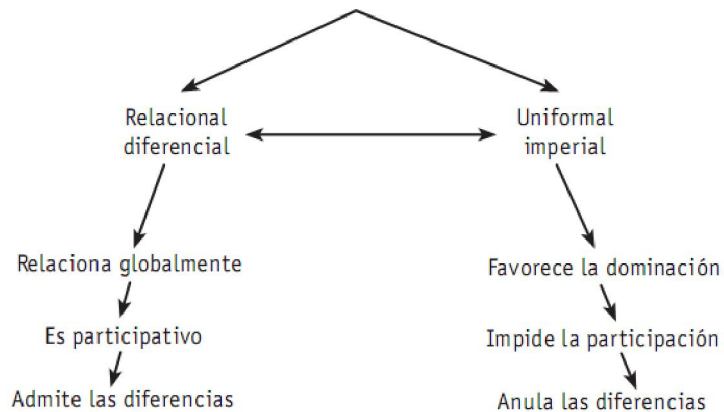 Relacional
diferencial
Uniformal
imperial
Relaciona globalmente
Favorece la dominación
Es participativo
Impide la participación
Admite las diferencias
Anula las diferencias